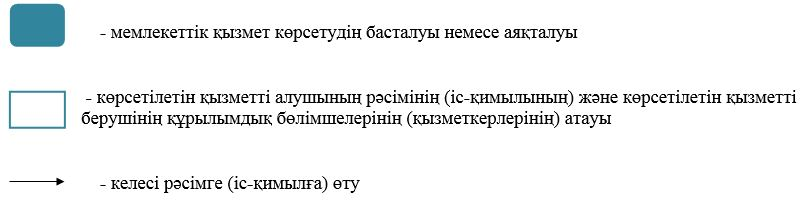 - мемлекеттік қызмет көрсетудің басталуы немесе аяқталуы
- көрсетілетін қызметті алушының рәсімінің (іс-қимылының) және көрсетілетін қызметті
берушінің құрылымдық бөлімшелерінің (қызметкерлерінің) атауы
- келесі рәсімге (іс-қимылға) өту